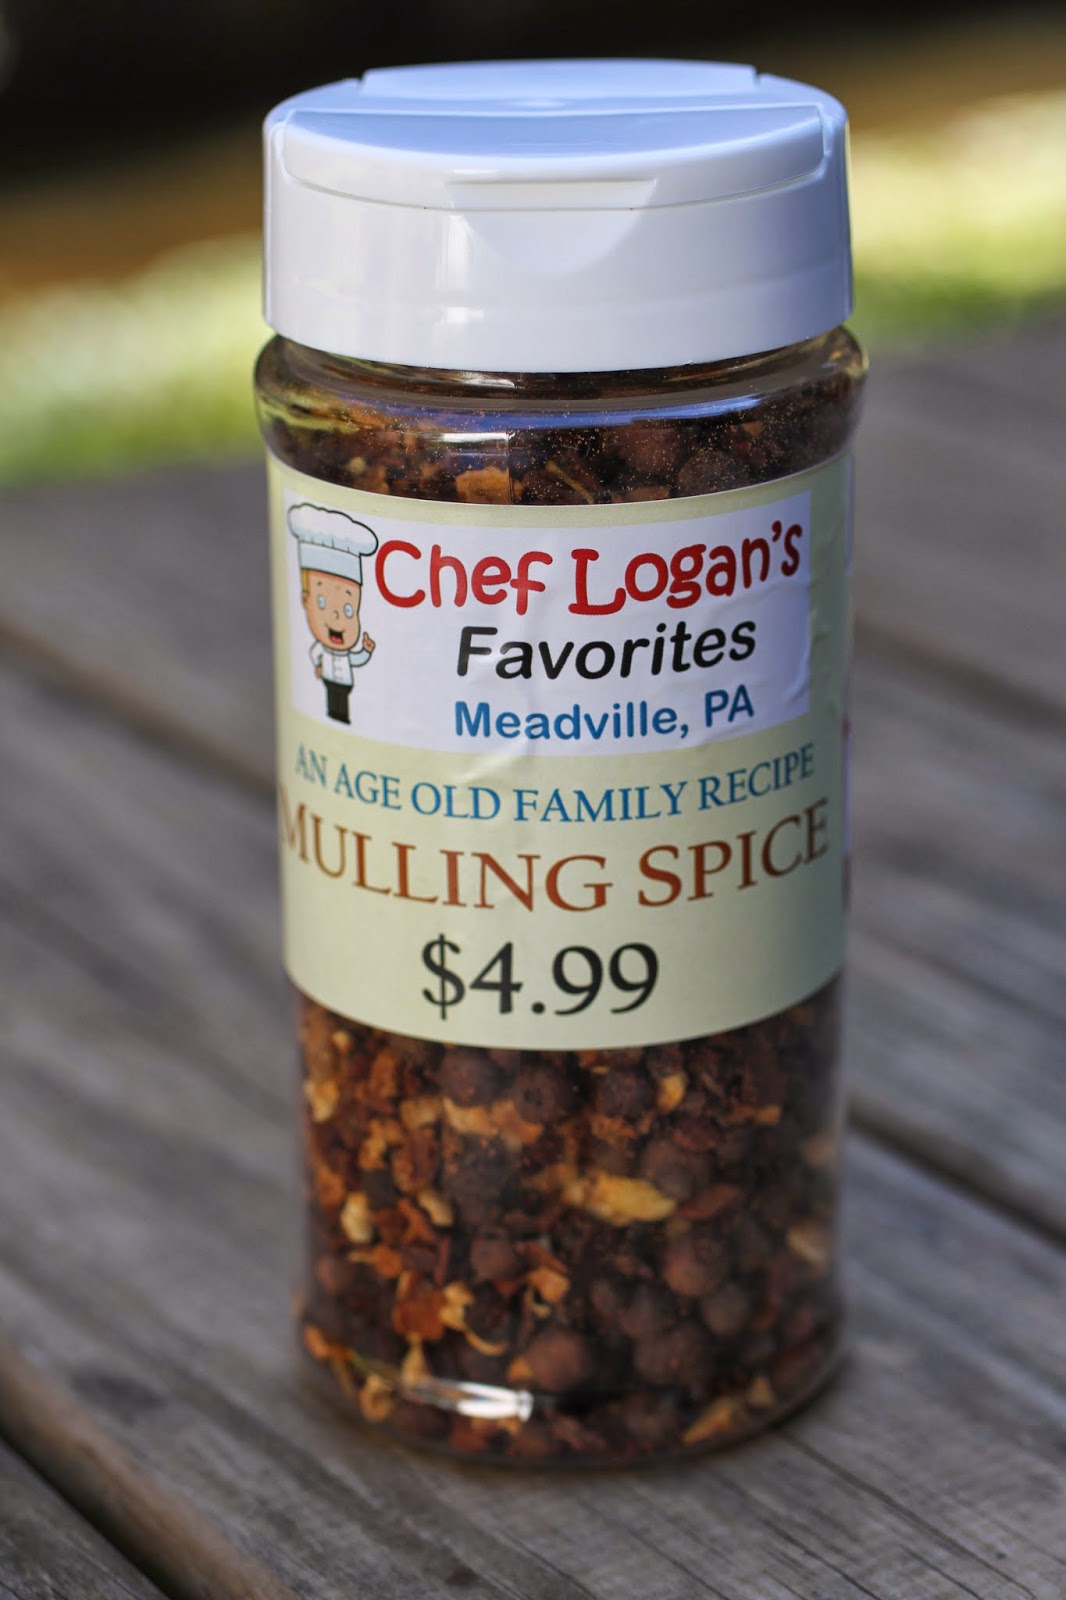 Chef Logan's
Favorites
Meadville, PA
AN AGE OLD FAMILY RECIPE
MULLING SPICE
$4.99